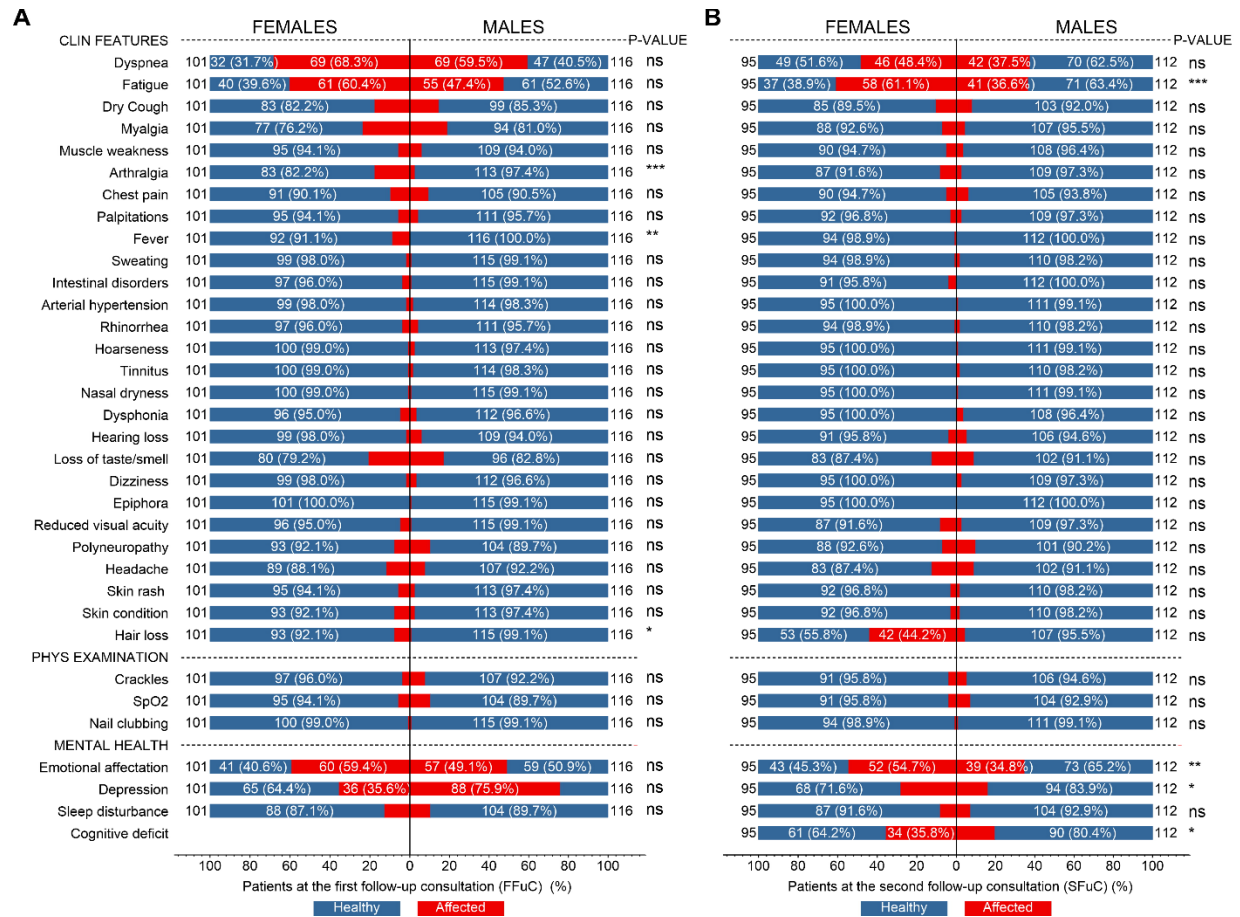 A
FEMALES MALES
CLIN FEATURES P-VALUE
Dyspnea 101 32 (31.7%) 69 (68.3%) 69 (59.5%) 47 (40.5%) 116 ns
Fatigue 101 40 (39.6%) 61 (60.4%) 55 (47.4%) 61 (52.6%) 116 ns
Dry Cough 101 83 (82.2%) 99 (85.3%) 116 ns
Myalgia 101 77 (76.2%) 94 (81.0%) 116 ns
Muscle weakness 101 95 (94.1%) 109 (94.0%) 116 ns
Arthralgia 101 83 (82.2%) 113 (97.4%) 116 ***
Chest pain 101 91 (90.1%) 105 (90.5%) 116 ns
Palpitations 101 95 (94.1%) 111 (95.7%) 116 ns
Fever 101 92 (91.1%) 116 (100.0%) 116 **
Sweating 101 99 (98.0%) 115 (99.1%) 116 ns
Intestinal disorders 101 97 (96.0%) 115 (99.1%) 116 ns
Arterial hypertension 101 99 (98.0%) 114 (98.3%) 116 ns
Rhinorrhea 101 97 (96.0%) 111 (95.7%) 116 ns
Hoarseness 101 100 (99.0%) 113 (97.4%) 116 ns
Tinnitus 101 100 (99.0%) 114 (98.3%) 116 ns
Nasal dryness 101 100 (99.0%) 115 (99.1%) 116 ns
Dysphonia 101 96 (95.0%) 112 (96.6%) 116 ns
Hearing loss 101 99 (98.0%) 109 (94.0%) 116 ns
Loss of taste/smell 101 80 (79.2%) 96 (82.8%) 116 ns
Dizziness 101 99 (98.0%) 112 (96.6%) 116 ns
Epiphora 101 101 (100.0%) 115 (99.1%) 116 ns
Reduced visual acuity 101 96 (95.0%) 115 (99.1%) 116 ns
Polyneuropathy 101 93 (92.1%) 104 (89.7%) 116 ns
Headache 101 89 (88.1%) 107 (92.2%) 116 ns
Skin rash 101 95 (94.1%) 113 (97.4%) 116 ns
Skin condition 101 93 (92.1%) 113 (97.4%) 116 ns
Hair loss 101 93 (92.1%) 115 (99.1%) 116 *
PHYS EXAMINATION
Crackles 101 97 (96.0%) 107 (92.2%) 116 ns
SpO2 101 95 (94.1%) 104 (89.7%) 116 ns
Nail clubbing 101 100 (99.0%) 115 (99.1%) 116 ns
MENTAL HEALTH
Emotional affectation 101 41 (40.6%) 60 (59.4%) 57 (49.1%) 59 (50.9%) 116 ns
Depression 101 65 (64.4%) 36 (35.6%) 88 (75.9%) 116 ns
Sleep disturbance 101 88 (87.1%) 104 (89.7%) 116 ns
Cognitive deficit
100 80 60 40 20 0 20 40 60 80 100
Patients at the first follow-up consultation (FFuC) (%)
Healthy Affected
B
FEMALES MALES
P-VALUE
95 49 (51.6%) 46 (48.4%) 42 (37.5%) 70 (62.5%) 112 ns
95 37 (38.9%) 58 (61.1%) 41 (36.6%) 71 (63.4%) 112 ***
95 85 (89.5%) 103 (92.0%) 112 ns
95 88 (92.6%) 107 (95.5%) 112 ns
95 90 (94.7%) 108 (96.4%) 112 ns
95 87 (91.6%) 109 (97.3%) 112 ns
95 90 (94.7%) 105 (93.8%) 112 ns
95 92 (96.8%) 109 (97.3%) 112 ns
95 94 (98.9%) 112 (100.0%) 112 ns
95 94 (98.9%) 110 (98.2%) 112 ns
95 91 (95.8%) 112 (100.0%) 112 ns
95 95 (100.0%) 111 (99.1%) 112 ns
95 94 (98.9%) 110 (98.2%) 112 ns
95 95 (100.0%) 111 (99.1%) 112 ns
95 95 (100.0%) 110 (98.2%) 112 ns
95 95 (100.0%) 111 (99.1%) 112 ns
95 95 (100.0%) 108 (96.4%) 112 ns
95 91 (95.8%) 106 (94.6%) 112 ns
95 83 (87.4%) 102 (91.1%) 112 ns
95 95 (100.0%) 109 (97.3%) 112 ns
95 95 (100.0%) 112 (100.0%) 112 ns
95 87 (91.6%) 109 (97.3%) 112 ns
95 88 (92.6%) 101 (90.2%) 112 ns
95 83 (87.4%) 102 (91.1%) 112 ns
95 92 (96.8%) 110 (98.2%) 112 ns
95 92 (96.8%) 110 (98.2%) 112 ns
95 53 (55.8%) 42 (44.2%) 107 (95.5%) 112 ns
95 91 (95.8%) 106 (94.6%) 112 ns
95 91 (95.8%) 104 (92.9%) 112 ns
95 94 (98.9%) 111 (99.1%) 112 ns
95 43 (45.3%) 52 (54.7%) 39 (34.8%) 73 (65.2%) 112 **
95 68 (71.6%) 94 (83.9%) 112 *
95 87 (91.6%) 104 (92.9%) 112 ns
95 61 (64.2%) 34 (35.8%) 90 (80.4%) 112 *
100 80 60 40 20 0 20 40 60 80 100
Patients at the second follow-up consultation (SFuC) (%)
Healthy Affected